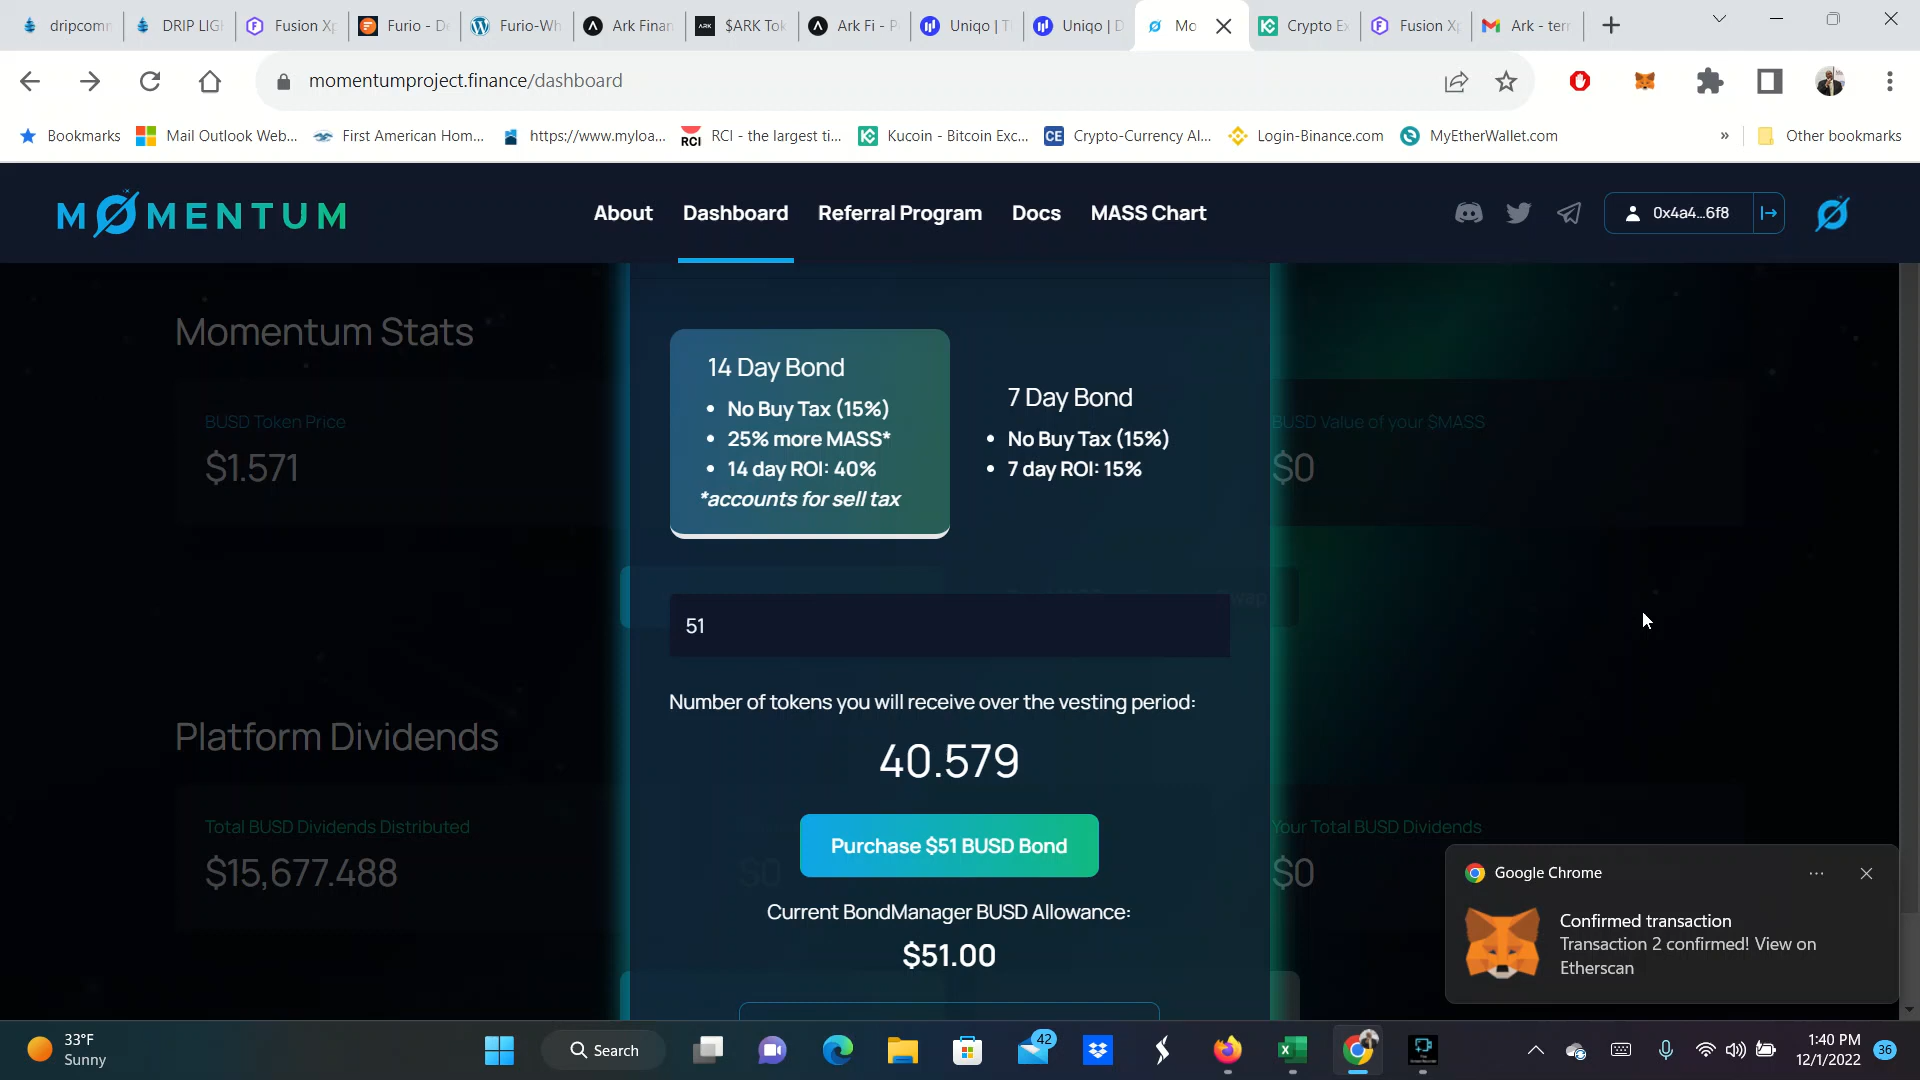 dripcomm
DRIP LIG
Fusion Xp
Furio - De
Furio-Wh
Ark Finan
$ARK Tok
Ark Fi - P
Uniqo | T
Uniqo | D
Mo
Crypto Ex
Fusion Xp
Ark - tem
momentumproject.finance/dashboard
Bookmarks
Mail Outlook Web...
First American Hom...
https://www.myloa...
RCI - the largest ti...
Kucoin - Bitcoin Exc...
Crypto-Currency AI...
Login-Binance.com
MyEtherWallet.com
»
Other bookmarks
MOMENTUM
About
Dashboard
Referral Program
Docs
MASS Chart
0x4a4...6f8
Momentum Stats
BUSD Token Price
$1.571
14 Day Bond
• No Buy Tax (15%)
• 25% more MASS*
• 14 day ROI: 40%
*accounts for sell tax
7 Day Bond
• No Buy Tax (15%)
• 7 day ROI: 15%
BUSD Value of your $MASS
$0
51
Number of tokens you will receive over the vesting period:
40.579
Purchase $51 BUSD Bond
Current BondManager BUSD Allowance:
$51.00
Platform Dividends
Total BUSD Dividends Distributed
$15,677.488
$0
Your Total BUSD Dividends
$0
Google Chrome
Confirmed transaction
Transaction 2 confirmed! View on
Etherscan
33°F
Sunny
Search
42
1:40 PM
12/1/2022
36